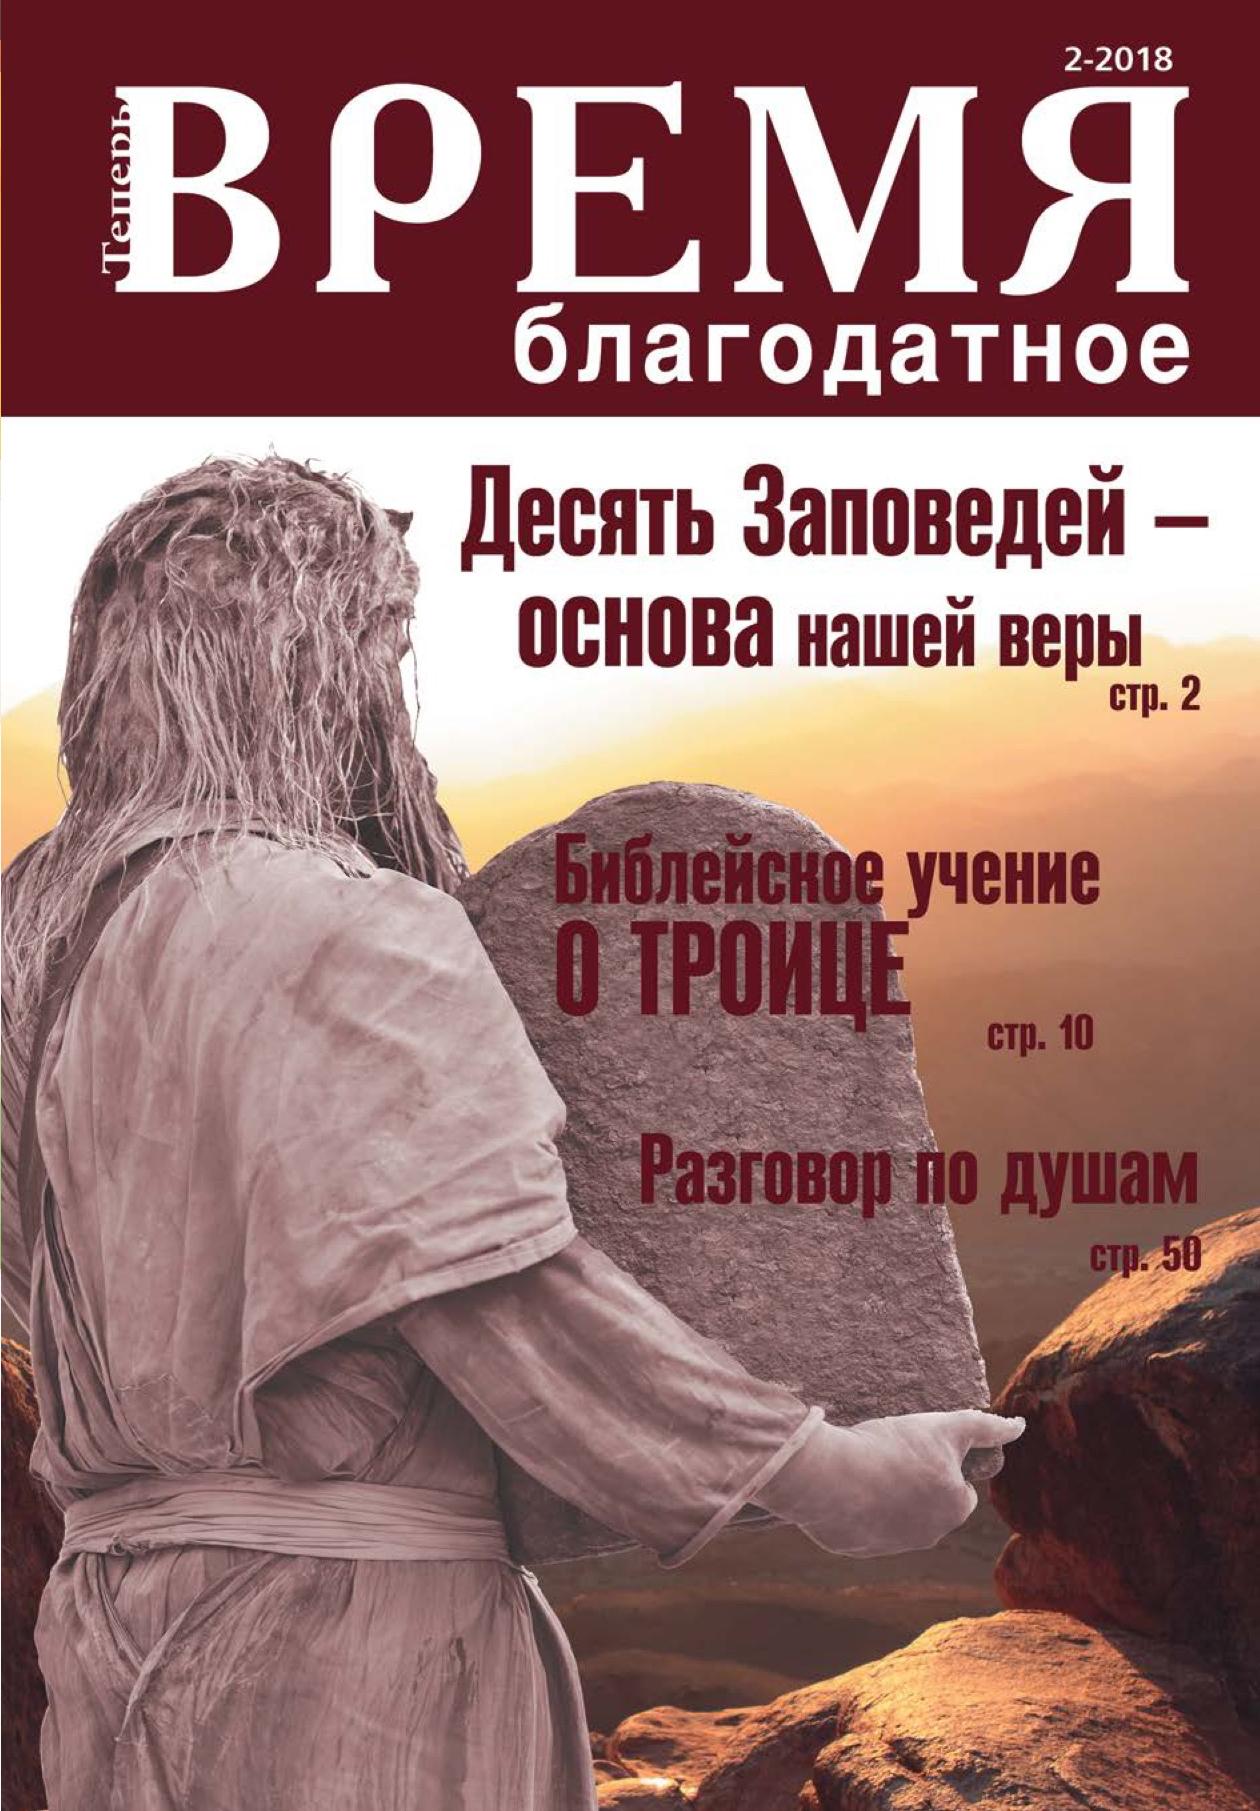 2-2018
Теперь
ВРЕМЯ
благодатное
Десять Заповедей –
основа нашей веры
стр. 2
Библейское учение
О ТРОИЦЕ
стр. 10
Разговор по душам
стр. 50